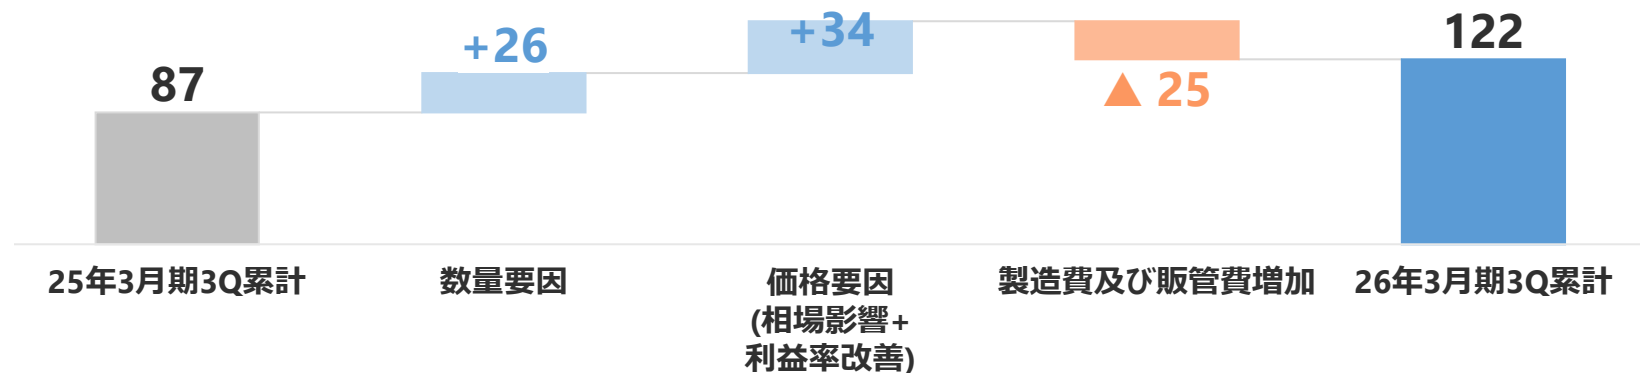 87
+26
+34
▲ 25
122
25年3月期3Q累計
数量要因
価格要因
(相場影響+
利益率改善)
製造費及び販管費増加
26年3月期3Q累計